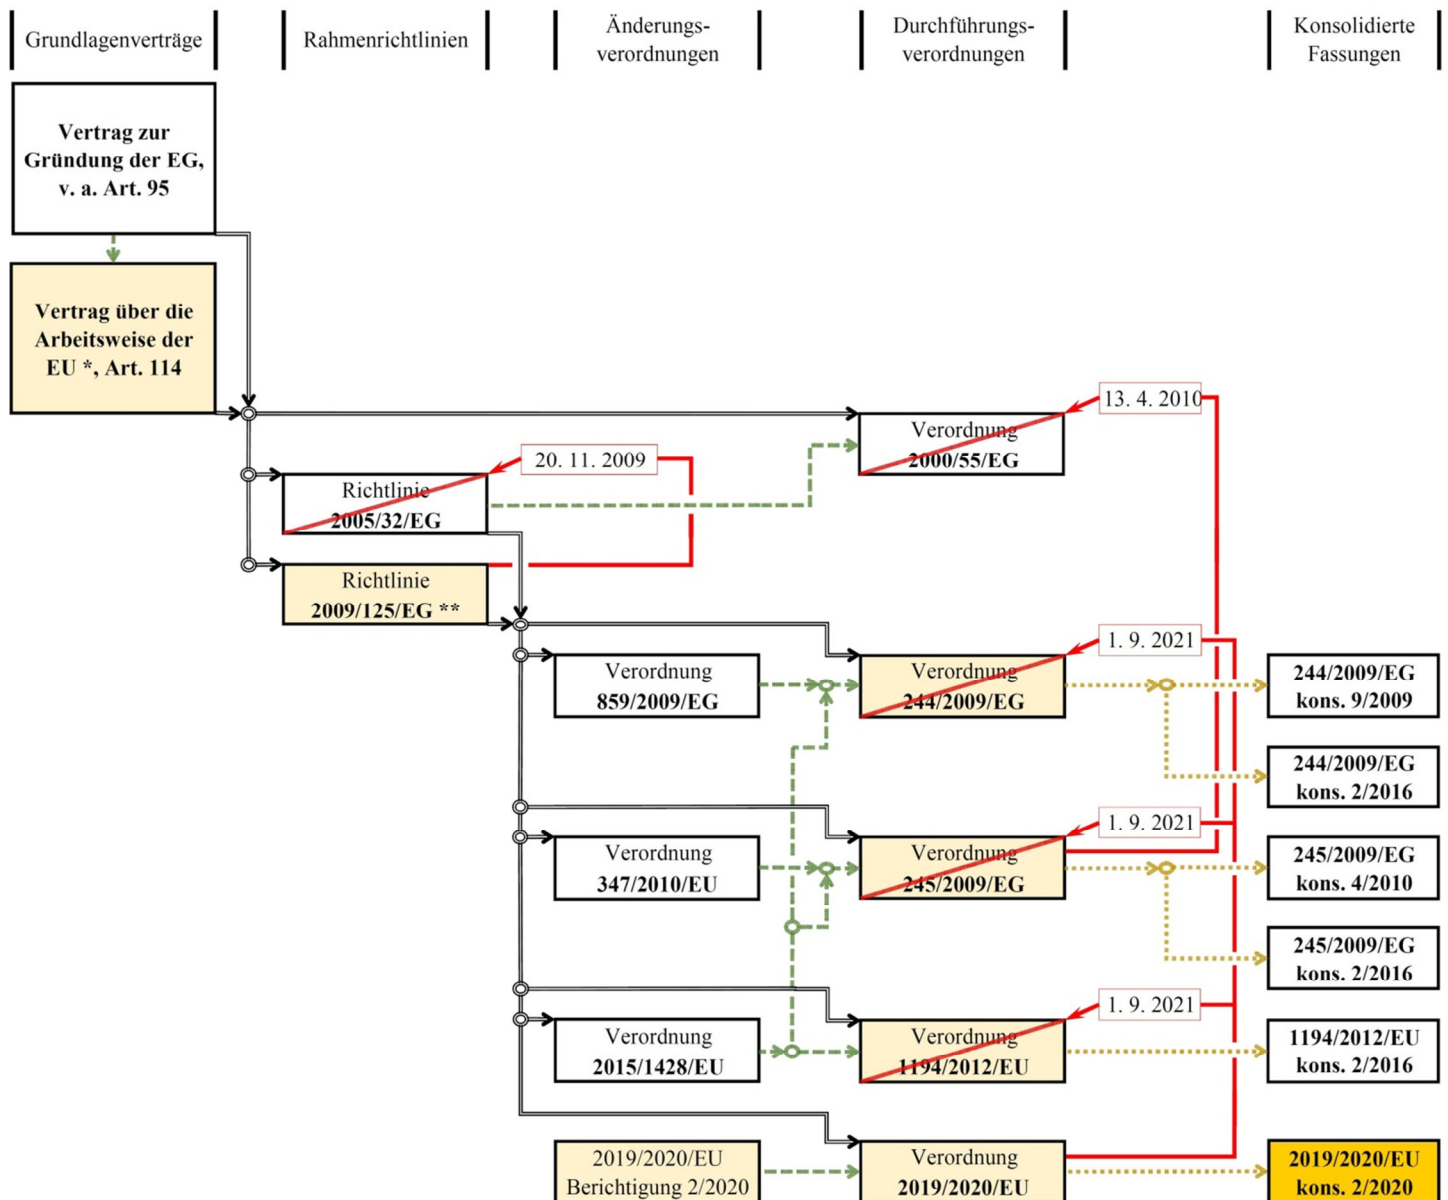 Grundlagenverträge
Rahmenrichtlinien
Änderungs-
verordnungen
Durchführungs-
verordnungen
Konsolidierte
Fassungen
Vertrag zur
Gründung der EG,
v. a. Art. 95
Vertrag über die
Arbeitsweise der
EU *, Art. 114
13. 4. 2010
Verordnung
2000/55/EG
20. 11. 2009
Richtlinie
2005/32/EG
Richtlinie
2009/125/EG **
1. 9. 2021
Verordnung
859/2009/EG
Verordnung
244/2009/EG
244/2009/EG
kons. 9/2009
244/2009/EG
kons. 2/2016
1. 9. 2021
Verordnung
347/2010/EU
Verordnung
245/2009/EG
245/2009/EG
kons. 4/2010
245/2009/EG
kons. 2/2016
1. 9. 2021
Verordnung
2015/1428/EU
Verordnung
1194/2012/EU
1194/2012/EU
kons. 2/2016
2019/2020/EU
Berichtigung 2/2020
Verordnung
2019/2020/EU
2019/2020/EU
kons. 2/2020